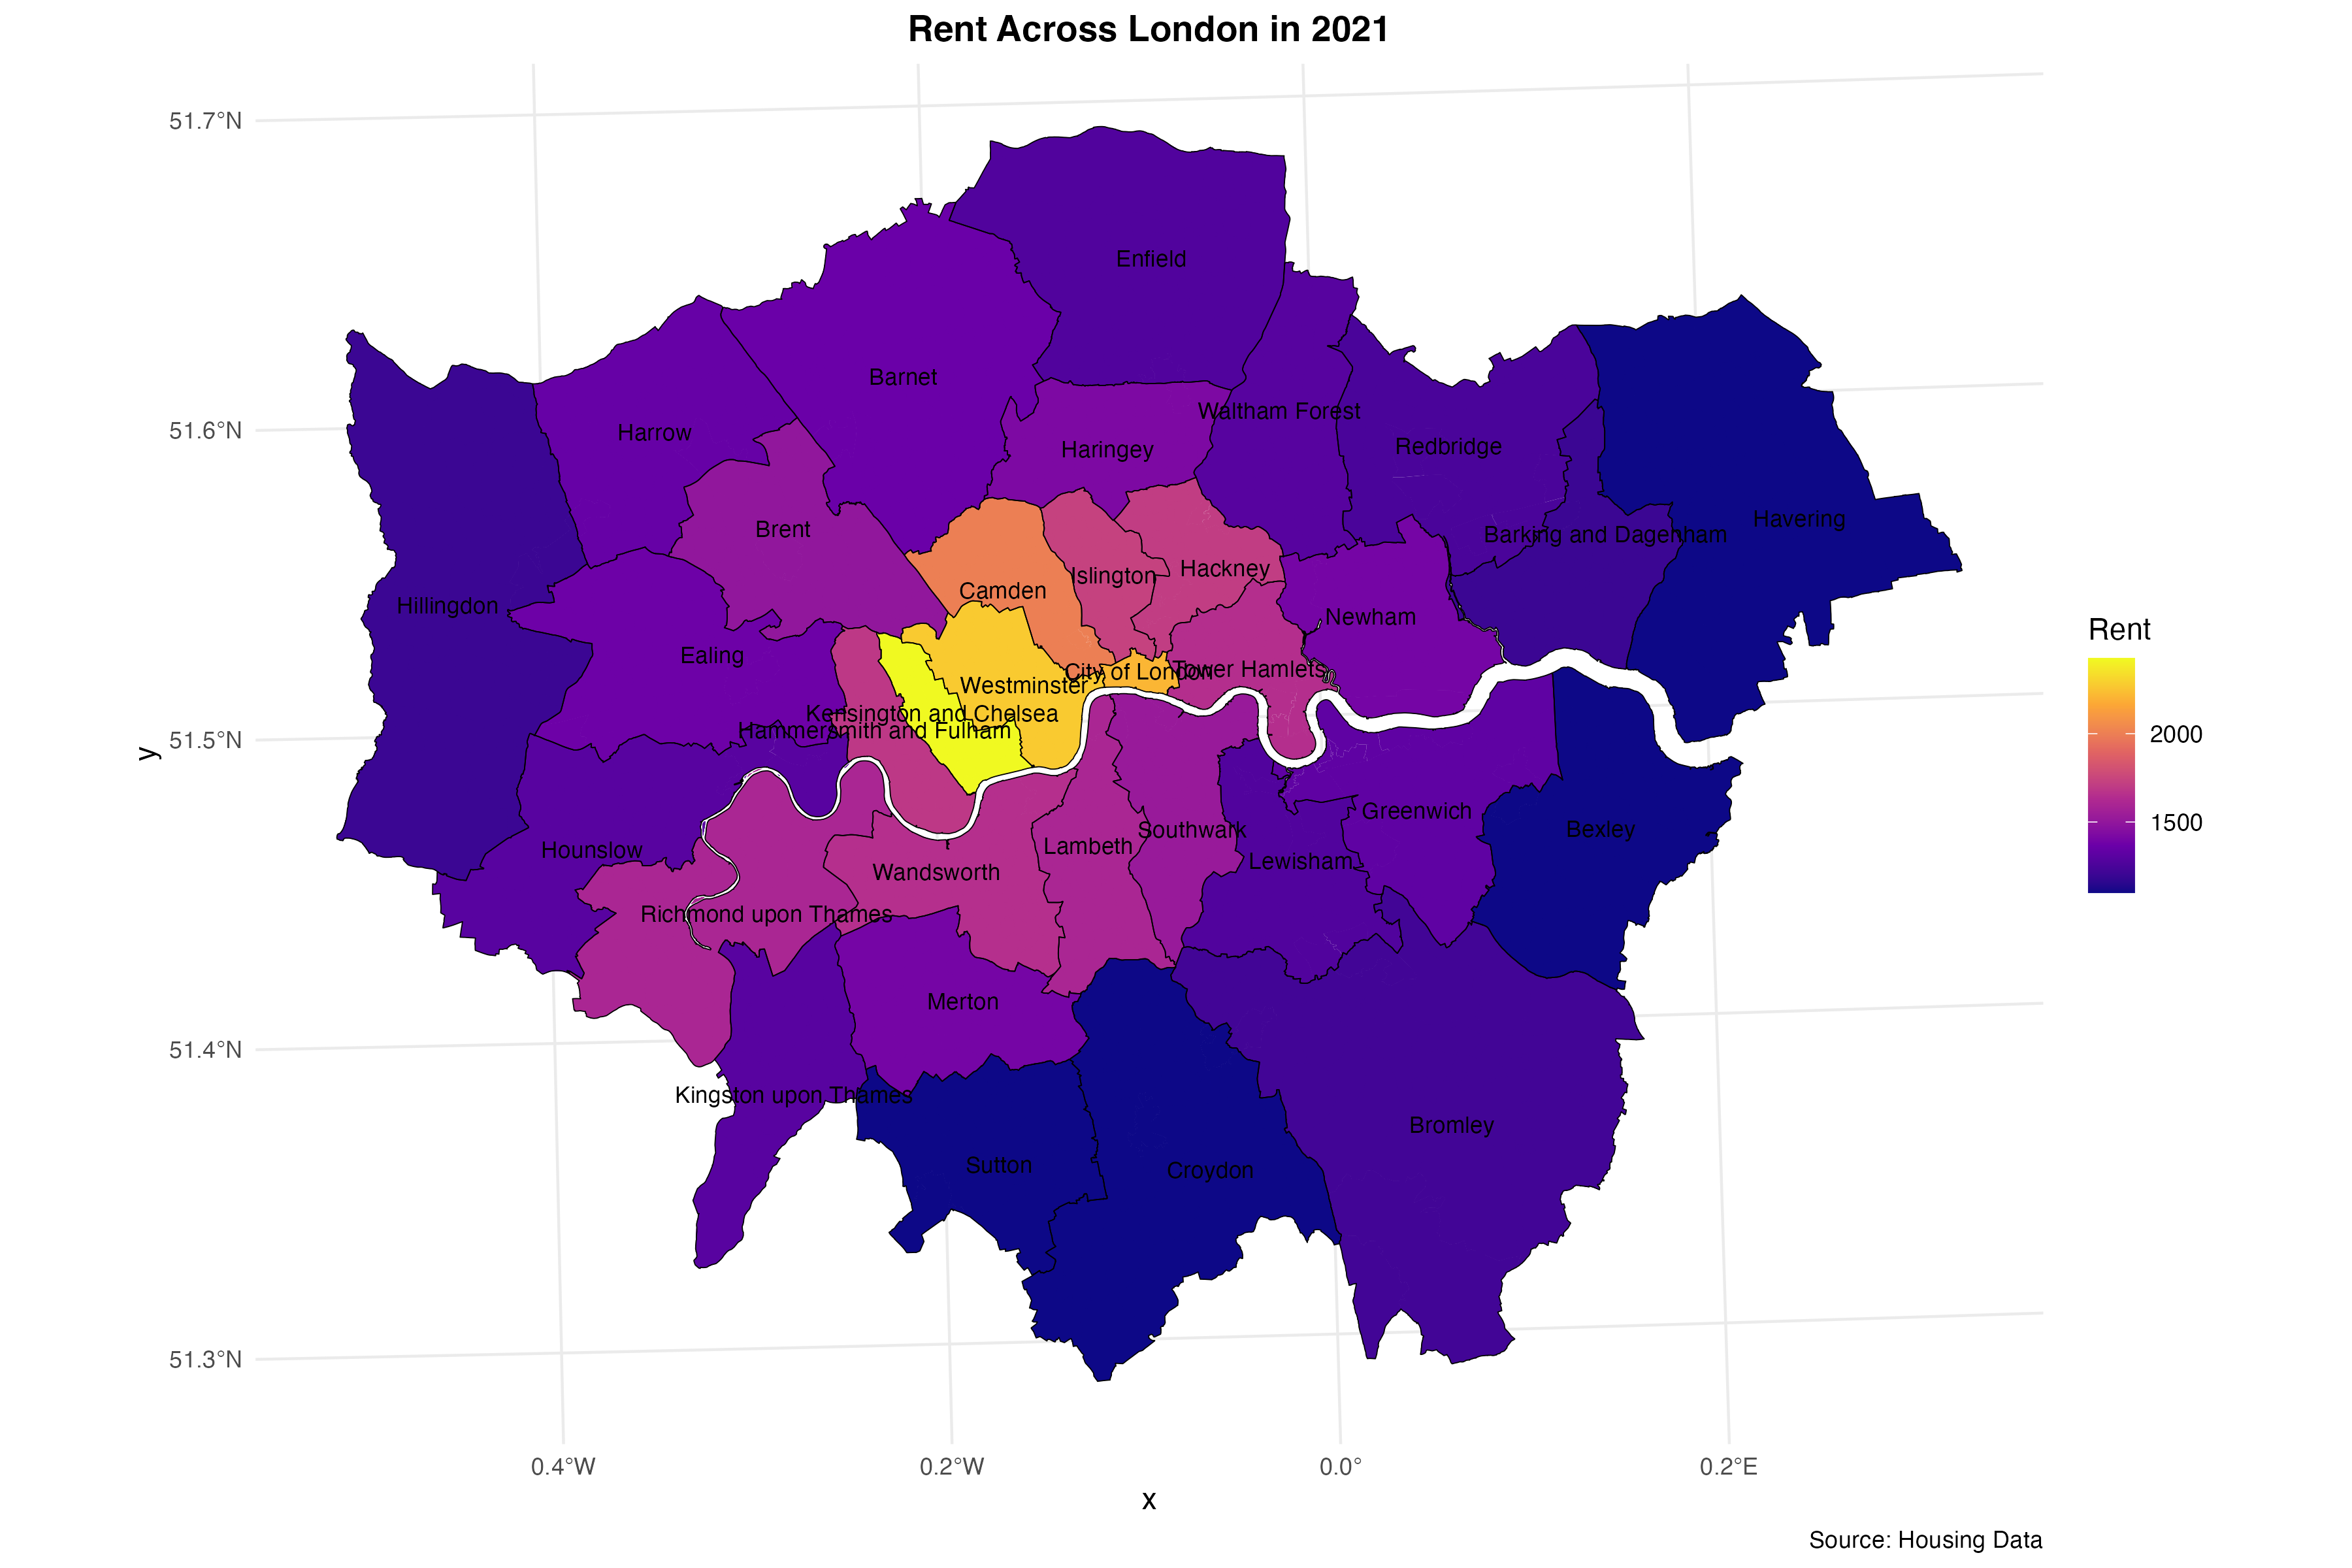 Rent Across London in 2021
51.7°N
51.6°N
51.5°N
51.4°N
51.3°N
y
Enfield
Barnet
Waltham Forest
Harrow
Redbridge
Haringey
Havering
Brent
Barking and Dagenham
Hackney
Islington
Camden
Hillingdon
Newham
Ealing
Tower Hamlets
City of London
Westminster
Kensington and Chelsea
Hammersmith and Fulham
Greenwich
Bexley
Southwalk
Lambeth
Hounslow
Lewisham
Wandsworth
Richmond upon Thames
Merton
Kingston upon Thames
Bromley
Sutton
Croydon
Rent
2000
1500
0.4°W
0.2°W
0.0°
0.2°E
x
Source: Housing Data